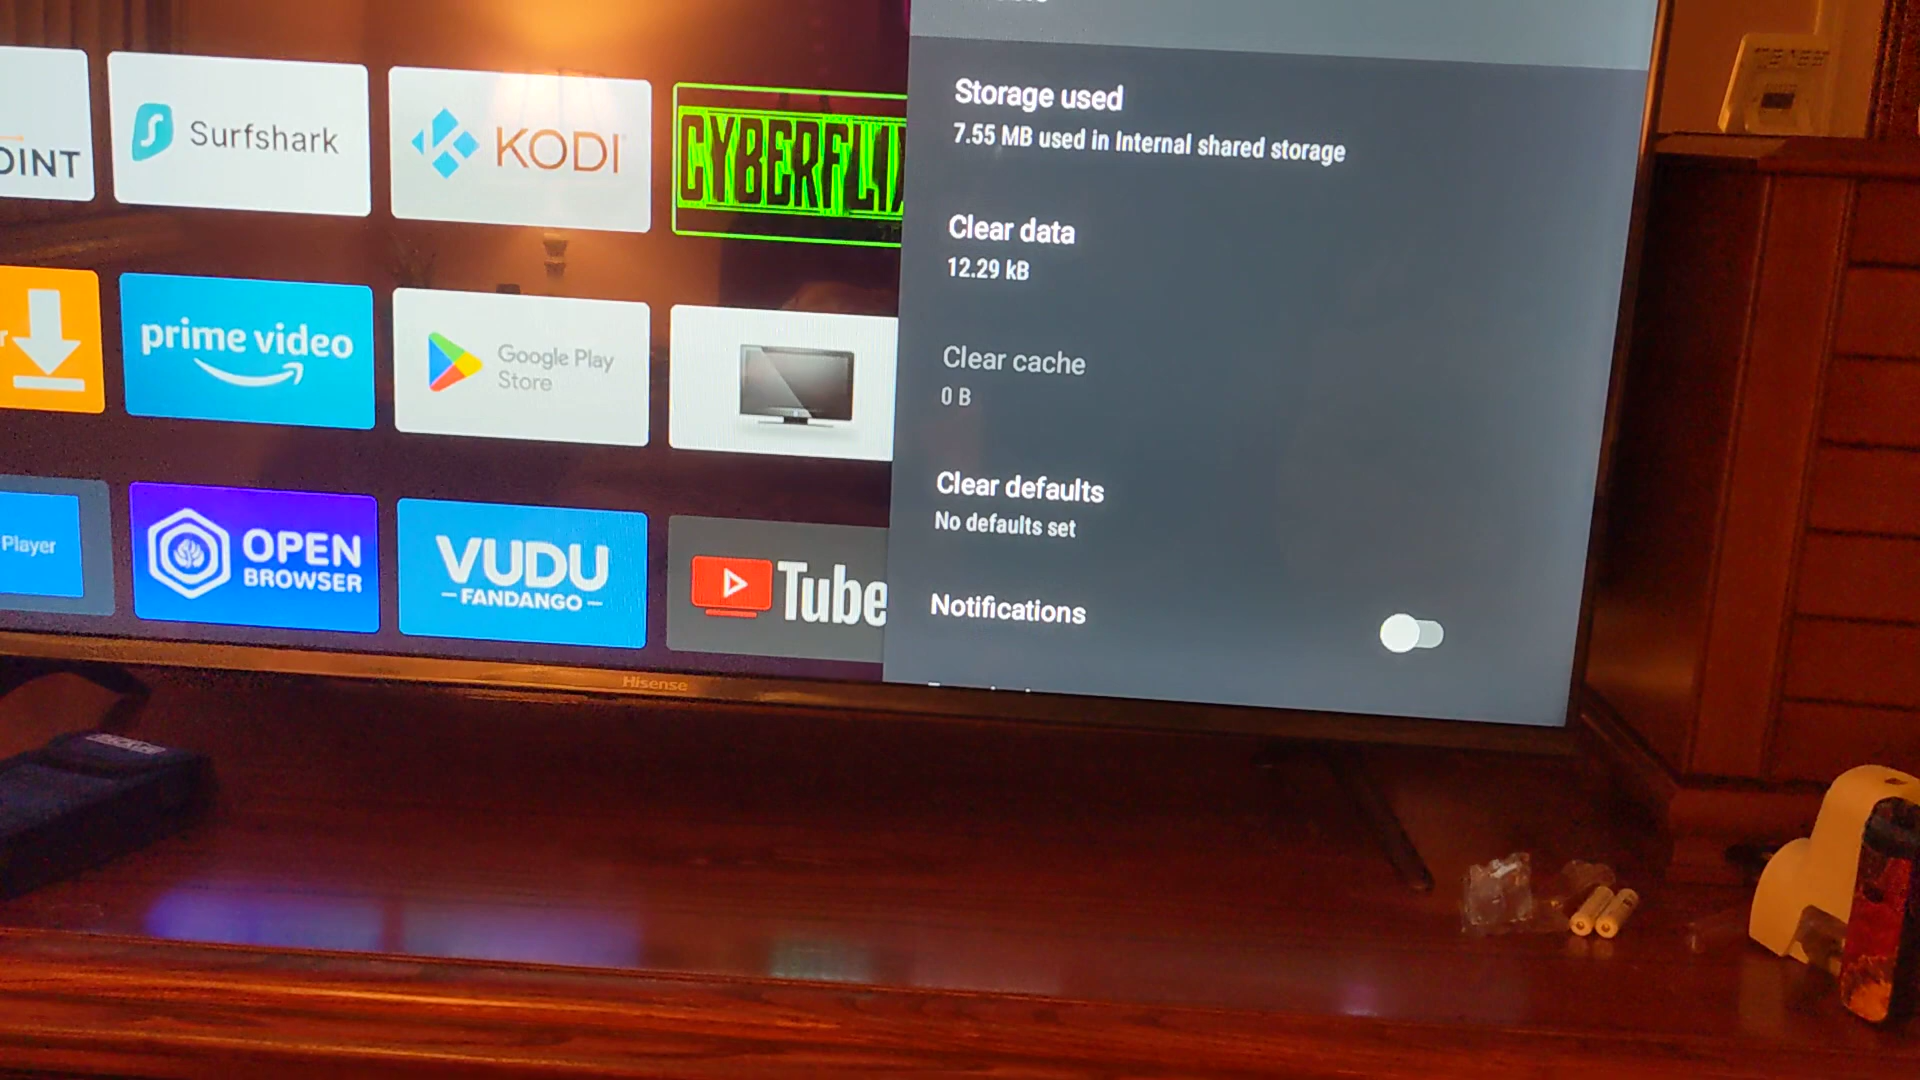 OINT
Surfshark
KODI
CYBERFLIX
prime video
Google Play
Store
Player
OPEN
BROWSER
VUDU
FANDANGO
Tube
Hisense
Storage used
7.55 MB used in Internal shared storage
Clear data
12.29 kB
Clear cache
0 B
Clear defaults
No defaults set
Notifications